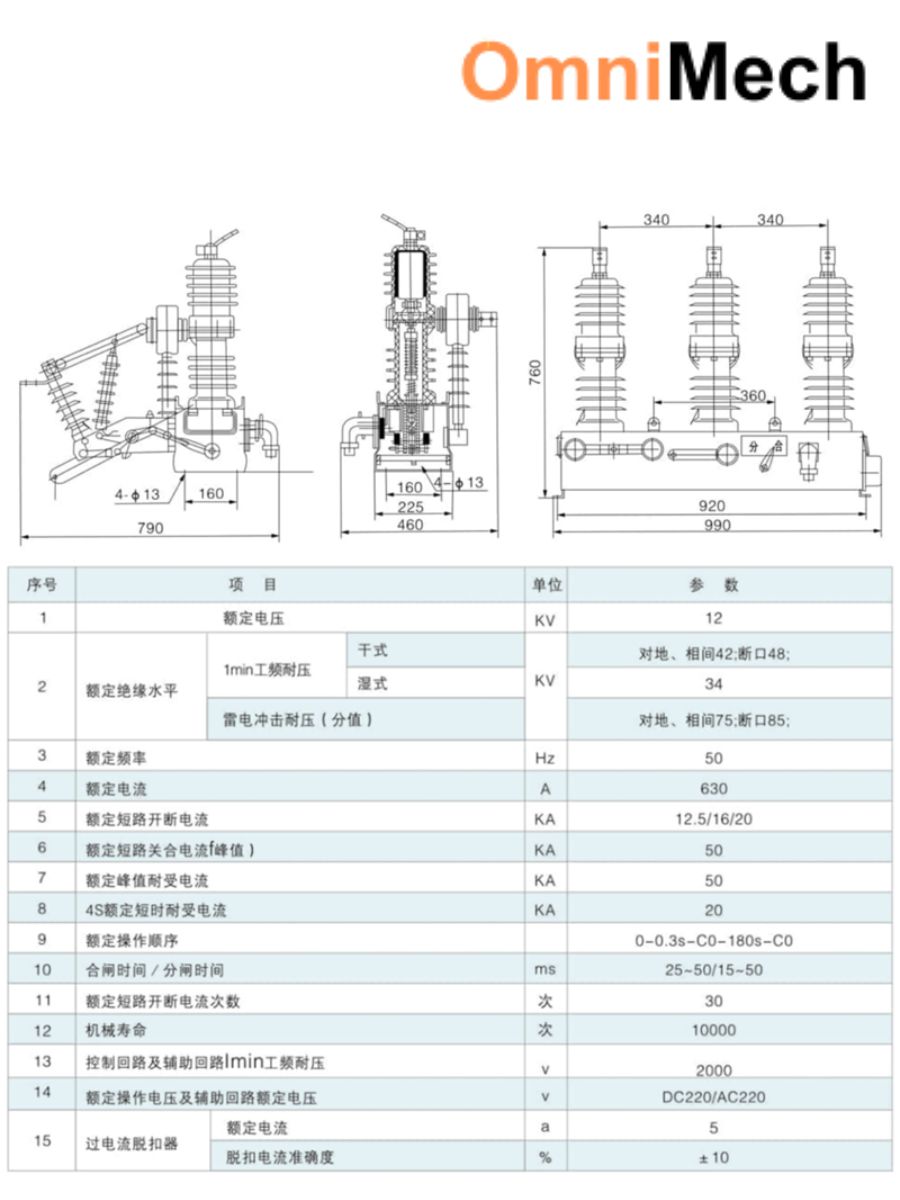 OmniMech
340 340
760
360
4-ϕ13 160
790
4-ϕ13
160
225
460
分 合
920
990
序号 项 目 单位 参 数
1 额定电压 KV 12
2 额定绝缘水平 1min工频耐压 干式 KV 对地、相间42;断口48;
湿式 34
雷电冲击耐压(分值) 对地、相间75;断口85;
3 额定频率 Hz 50
4 额定电流 A 630
5 额定短路开断电流 KA 12.5/16/20
6 额定短路关合电流f峰值) KA 50
7 额定峰值耐受电流 KA 50
8 4S额定短时耐受电流 KA 20
9 额定操作顺序 0-0.3s-C0-180s-C0
10 合闸时间/分闸时间 ms 25~50/15~50
11 额定短路开断电流次数 次 30
12 机械寿命 次 10000
13 控制回路及辅助回路lmin工频耐压 v 2000
14 额定操作电压及辅助回路额定电压 v DC220/AC220
15 过电流脱扣器 额定电流 a 5
脱扣电流准确度 % ±10